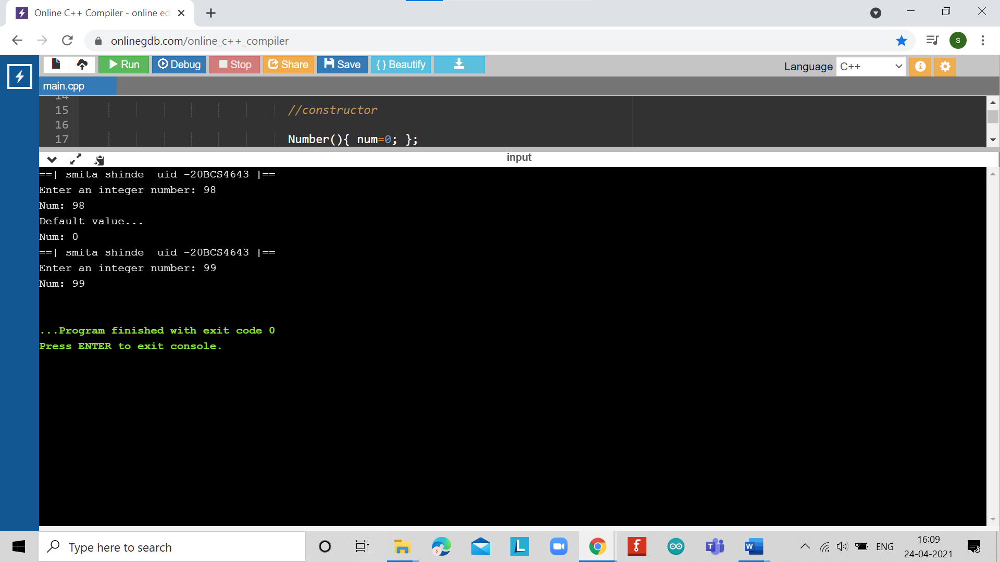 Online C++ Compiler - online ed
onlinegdb.com/online_c++_compiler
S
Run Debug Stop Share Save { } Beautify
Language C++
main.cpp
14
15 //constructor
16
17 Number(){ num=0; };
input
==| smita shinde  uid -20BCS4643 |==
Enter an integer number: 98
Num: 98
Default value...
Num: 0
==| smita shinde  uid -20BCS4643 |==
Enter an integer number: 99
Num: 99
...Program finished with exit code 0
Press ENTER to exit console.
Type here to search
S
L
f
T
W
ENG
16:09
24-04-2021